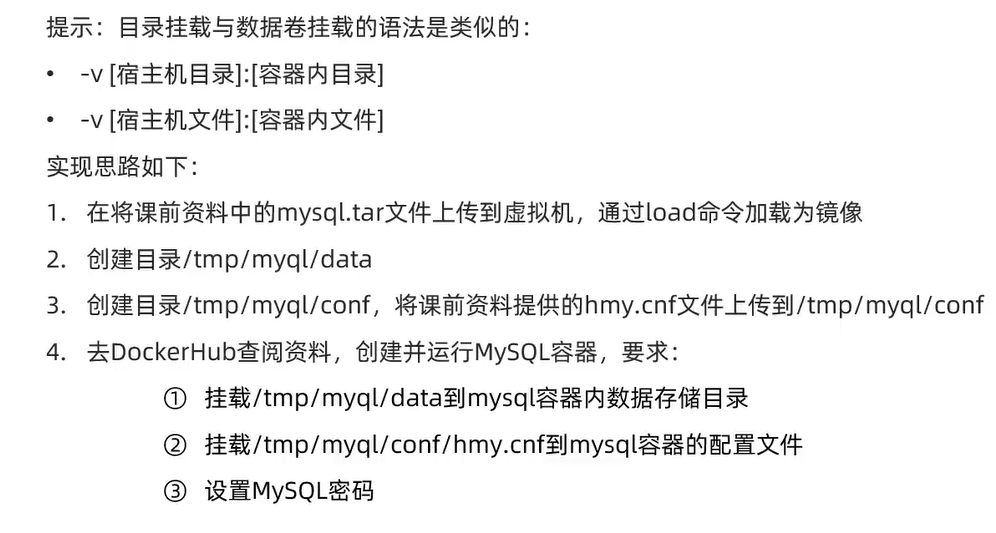 提示：目录挂载与数据卷挂载的语法是类似的：
• -v [宿主机目录]:[容器内目录]
• -v [宿主机文件]:[容器内文件]
实现思路如下：
1. 在将课前资料中的mysql.tar文件上传到虚拟机，通过load命令加载为镜像
2. 创建目录/tmp/myql/data
3. 创建目录/tmp/myql/conf，将课前资料提供的hmy.cnf文件上传到/tmp/myql/conf
4. 去DockerHub查阅资料，创建并运行MySQL容器，要求：
① 挂载/tmp/myql/data到mysql容器内数据存储目录
② 挂载/tmp/myql/conf/hmy.cnf到mysql容器的配置文件
③ 设置MySQL密码